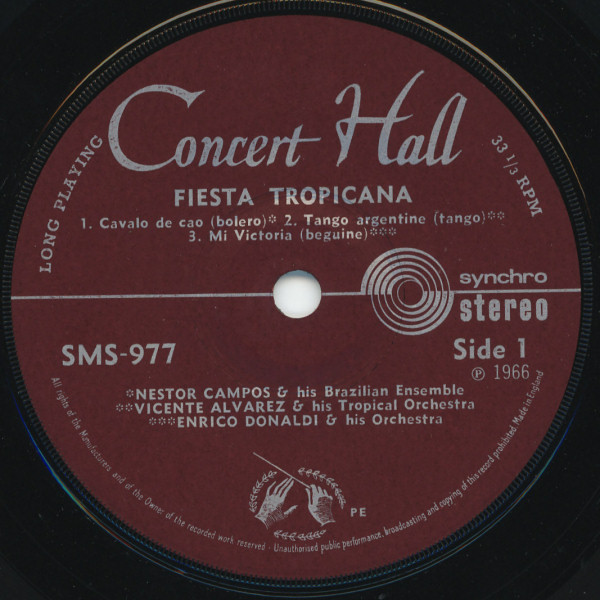 Concert Hall
LONG PLAYING
33 1/3 RPM
FIESTA TROPICANA
1. Cavalo de cao (bolero)* 2. Tango argentine (tango)**
3. Mi Victoria (beguine)***
synchro
stereo
SMS-977
Side 1
℗ 1966
*NESTOR CAMPOS & his Brazilian Ensemble
**VICENTE ALVAREZ & his Tropical Orchestra
***ENRICO DONALDI & his Orchestra
PE
All rights of the Manufacturers and of the Owner of the recorded work reserved - Unauthorised public performance, broadcasting and copying of this record prohibited. Made in England